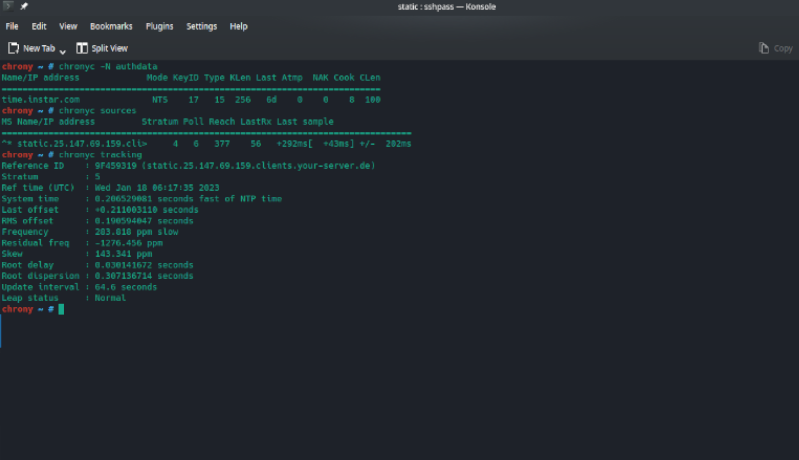 static : sshpass — Konsole
File Edit View Bookmarks Plugins Settings Help
New Tab Split View Copy
chrony ~ # chronyc -N authdata
Name/IP address Mode KeyID Type KLen Last Atmp NAK Cook CLen
=========================================================================
time.instar.com NTS 17 15 256 6d 0 0 8 100
chrony ~ # chronyc sources
MS Name/IP address Stratum Poll Reach LastRx Last sample
===============================================================================
^* static.25.147.69.159.cli> 4 6 377 56 +292ms[ +43ms] +/- 202ms
chrony ~ # chronyc tracking
Reference ID : 9F459319 (static.25.147.69.159.clients.your-server.de)
Stratum : 5
Ref time (UTC) : Wed Jan 18 06:17:35 2023
System time : 0.206529081 seconds fast of NTP time
Last offset : +0.211003110 seconds
RMS offset : 0.190594047 seconds
Frequency : 283.818 ppm slow
Residual freq : -1276.456 ppm
Skew : 143.341 ppm
Root delay : 0.030141672 seconds
Root dispersion : 0.307136714 seconds
Update interval : 64.6 seconds
Leap status : Normal
chrony ~ #